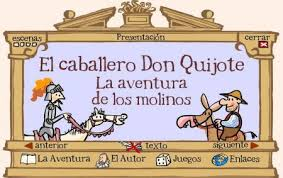 escenas Presentación cerrar
El caballero Don Quijote
La aventura
de los molinos
anterior texto siguiente
La Aventura El Autor Juegos Enlaces